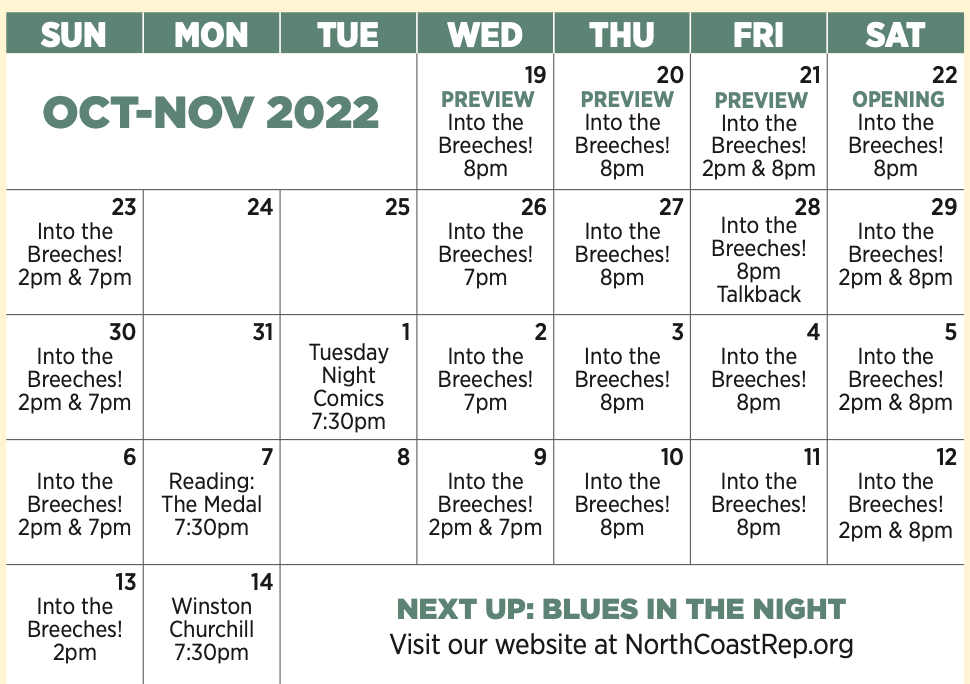 SUN MON TUE WED THU FRI SAT
OCT-NOV 2022
19
PREVIEW
Into the
Breeches!
8pm
20
PREVIEW
Into the
Breeches!
8pm
21
PREVIEW
Into the
Breeches!
2pm & 8pm
22
OPENING
Into the
Breeches!
8pm
23
Into the
Breeches!
2pm & 7pm
24
25
26
Into the
Breeches!
7pm
27
Into the
Breeches!
8pm
28
Into the
Breeches!
8pm
Talkback
29
Into the
Breeches!
2pm & 8pm
30
Into the
Breeches!
2pm & 7pm
31
1
Tuesday
Night
Comics
7:30pm
2
Into the
Breeches!
7pm
3
Into the
Breeches!
8pm
4
Into the
Breeches!
8pm
5
Into the
Breeches!
2pm & 8pm
6
Into the
Breeches!
2pm & 7pm
7
Reading:
The Medal
7:30pm
8
9
Into the
Breeches!
2pm & 7pm
10
Into the
Breeches!
8pm
11
Into the
Breeches!
8pm
12
Into the
Breeches!
2pm & 8pm
13
Into the
Breeches!
2pm
14
Winston
Churchill
7:30pm
NEXT UP: BLUES IN THE NIGHT
Visit our website at NorthCoastRep.org